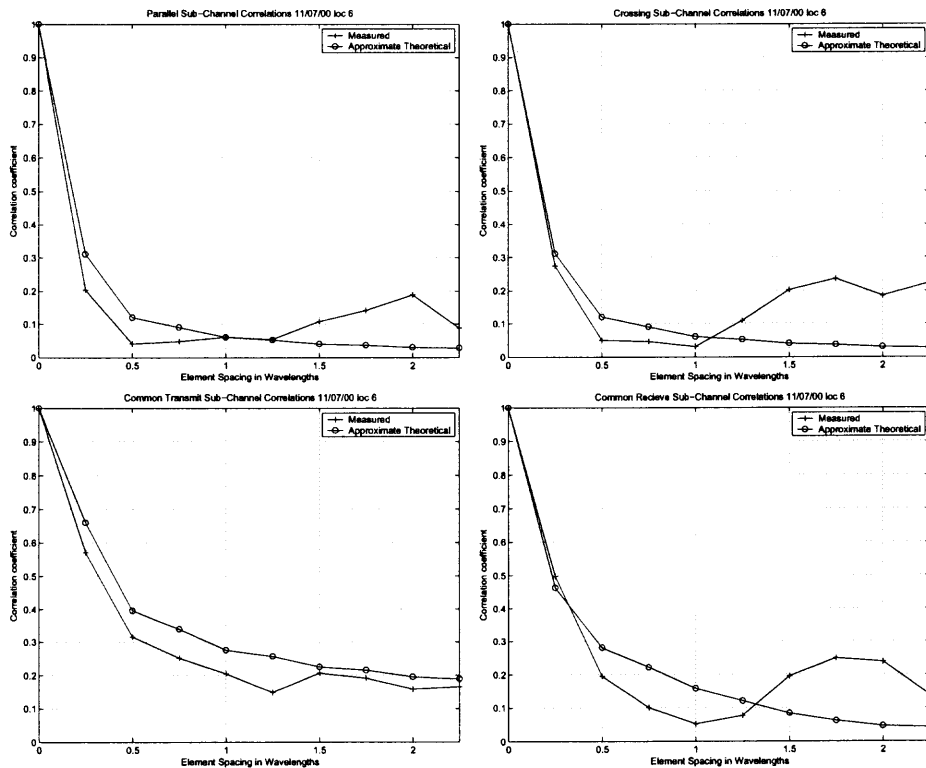 Parallel Sub-Channel Correlations 11/07/00 loc 6
Measured
Approximate Theoretical
Correlation coefficient
1
0.9
0.8
0.7
0.6
0.5
0.4
0.3
0.2
0.1
0
0 0.5 1 1.5 2
Element Spacing in Wavelengths
Crossing Sub-Channel Correlations 11/07/00 loc 6
Measured
Approximate Theoretical
Correlation coefficient
1
0.9
0.8
0.7
0.6
0.5
0.4
0.3
0.2
0.1
0
0 0.5 1 1.5 2
Element Spacing in Wavelengths
Common Transmit Sub-Channel Correlations 11/07/00 loc 6
Measured
Approximate Theoretical
Correlation coefficient
1
0.9
0.8
0.7
0.6
0.5
0.4
0.3
0.2
0.1
0
0 0.5 1 1.5 2
Element Spacing in Wavelengths
Common Recieve Sub-Channel Correlations 11/07/00 loc 6
Measured
Approximate Theoretical
Correlation coefficient
1
0.9
0.8
0.7
0.6
0.5
0.4
0.3
0.2
0.1
0
0 0.5 1 1.5 2
Element Spacing in Wavelengths